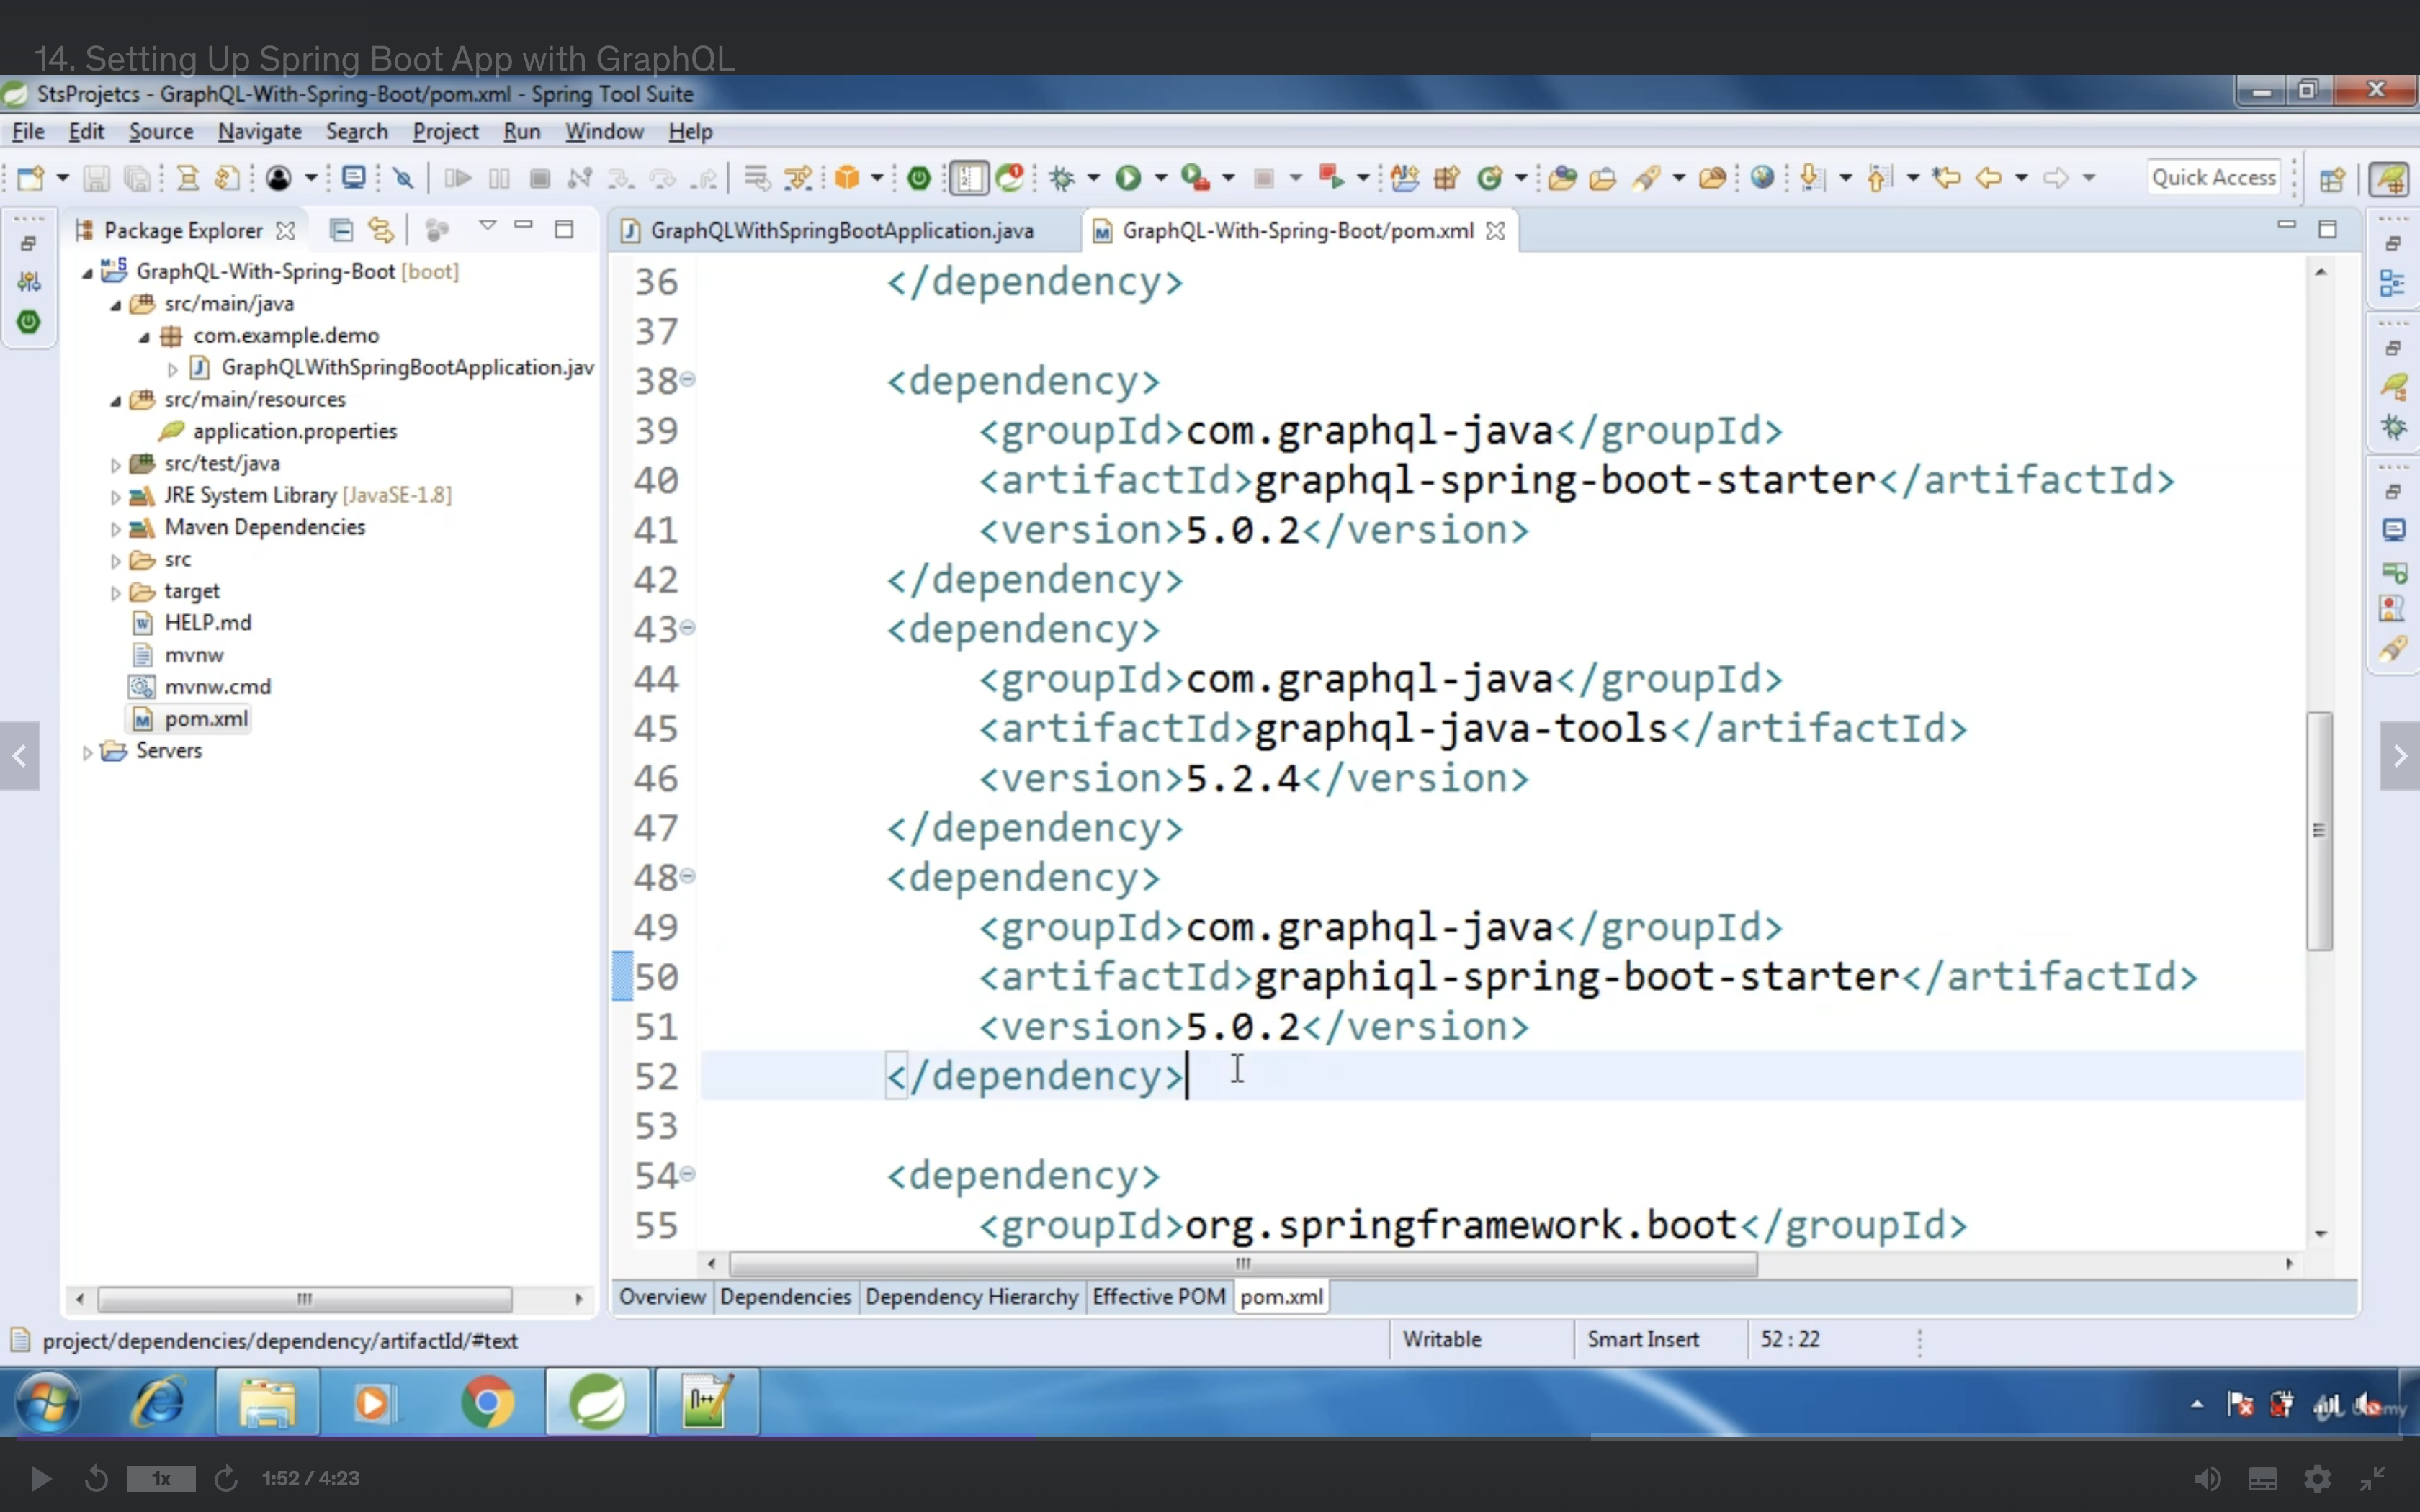 14. Setting Up Spring Boot App with GraphQL
StsProjetcs - GraphQL-With-Spring-Boot/pom.xml - Spring Tool Suite
File Edit Source Navigate Search Project Run Window Help
Quick Access
Package Explorer
GraphQL-With-Spring-Boot [boot]
src/main/java
com.example.demo
GraphQLWithSpringBootApplication.jav
src/main/resources
application.properties
src/test/java
JRE System Library [JavaSE-1.8]
Maven Dependencies
src
target
HELP.md
mvnw
mvnw.cmd
pom.xml
Servers
GraphQLWithSpringBootApplication.java GraphQL-With-Spring-Boot/pom.xml
36 </dependency>
37
38 <dependency>
39 <groupId>com.graphql-java</groupId>
40 <artifactId>graphql-spring-boot-starter</artifactId>
41 <version>5.0.2</version>
42 </dependency>
43 <dependency>
44 <groupId>com.graphql-java</groupId>
45 <artifactId>graphql-java-tools</artifactId>
46 <version>5.2.4</version>
47 </dependency>
48 <dependency>
49 <groupId>com.graphql-java</groupId>
50 <artifactId>graphiql-spring-boot-starter</artifactId>
51 <version>5.0.2</version>
52 </dependency>
53
54 <dependency>
55 <groupId>org.springframework.boot</groupId>
Overview Dependencies Dependency Hierarchy Effective POM pom.xml
project/dependencies/dependency/artifactId/#text Writable Smart Insert 52 : 22
1x 1:52 / 4:23